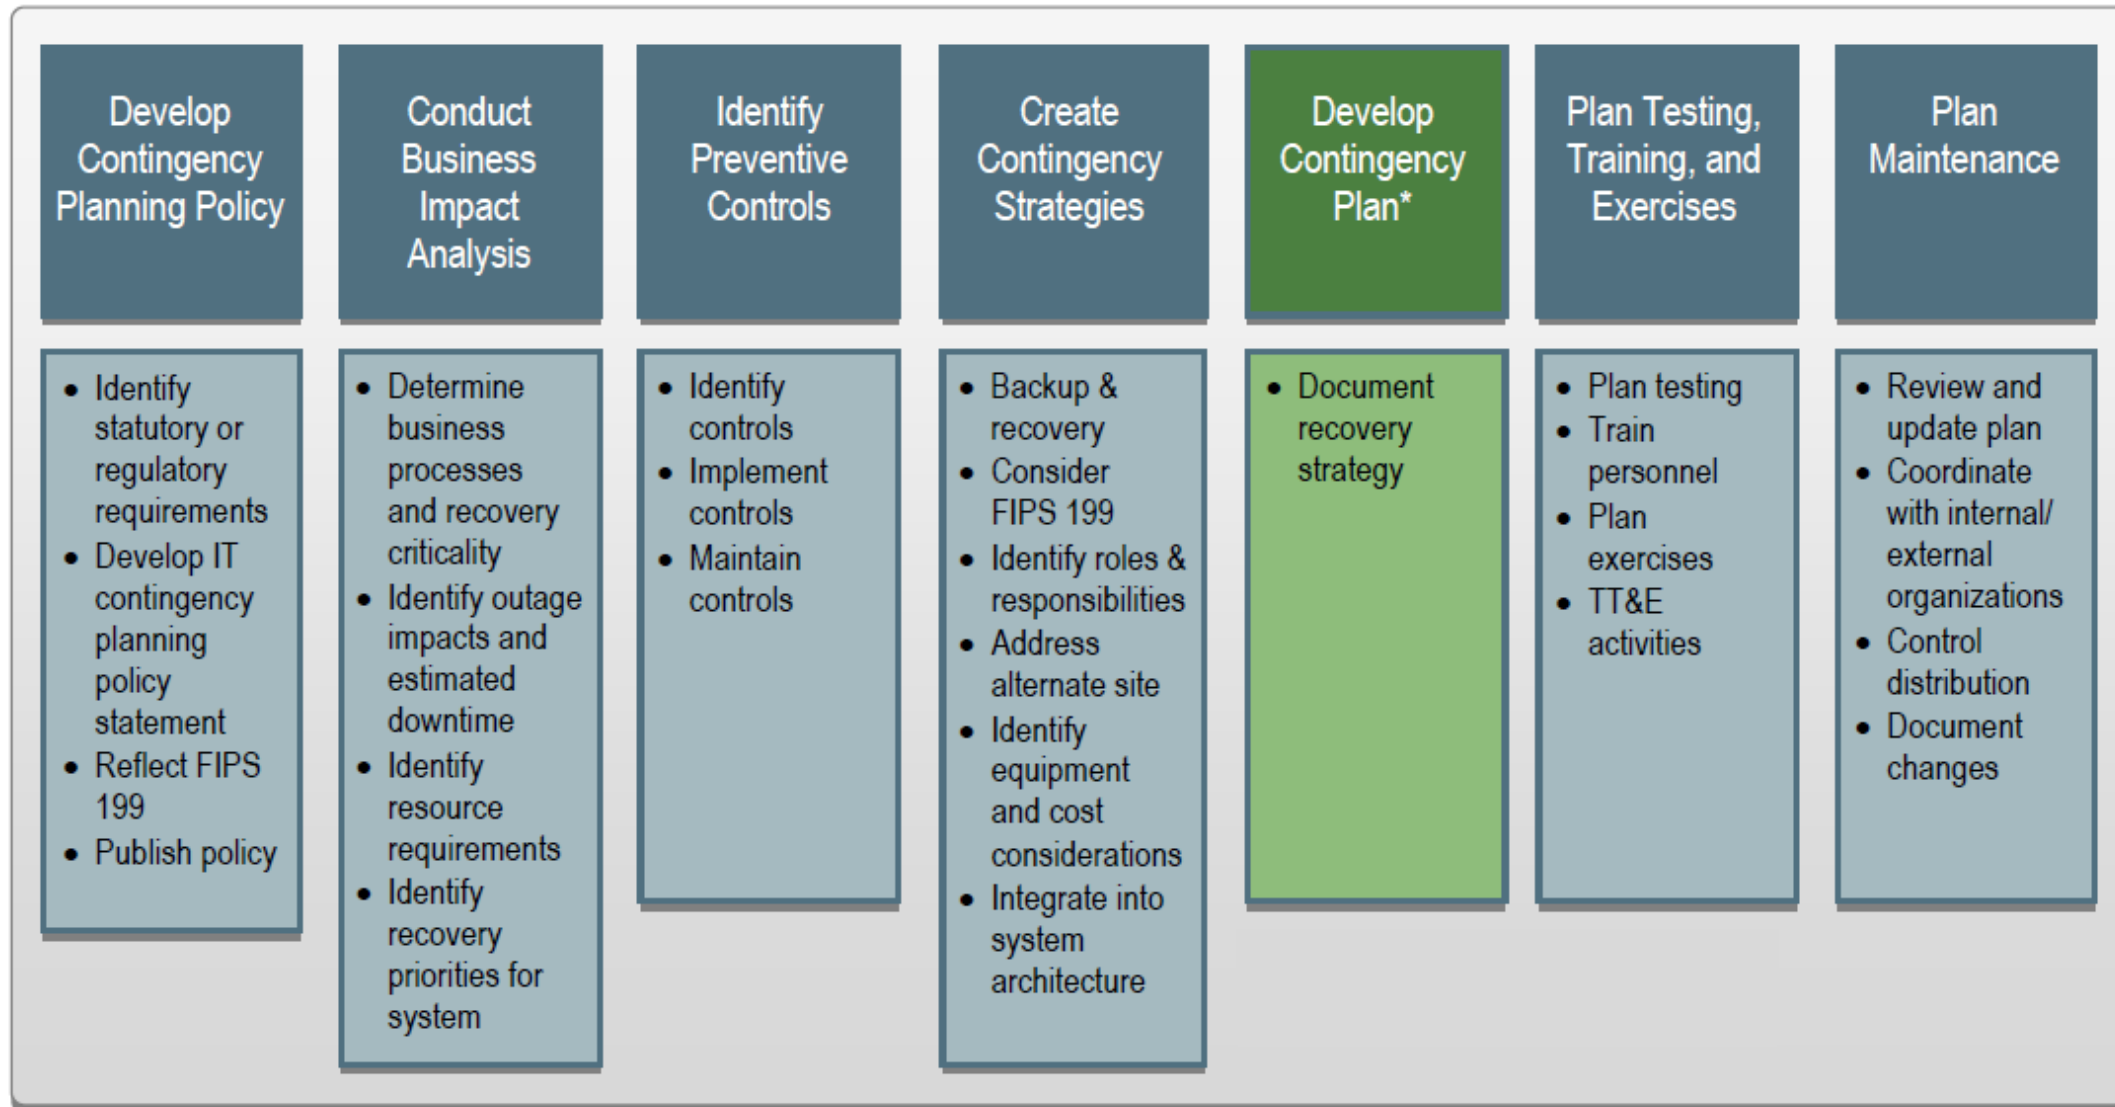 Develop
Contingency
Planning Policy
• Identify
statutory or
regulatory
requirements
• Develop IT
contingency
planning
policy
statement
• Reflect FIPS
199
• Publish policy
Conduct
Business
Impact
Analysis
• Determine
business
processes
and recovery
criticality
• Identify outage
impacts and
estimated
downtime
• Identify
resource
requirements
• Identify
recovery
priorities for
system
Identify
Preventive
Controls
• Identify
controls
• Implement
controls
• Maintain
controls
Create
Contingency
Strategies
• Backup &
recovery
• Consider
FIPS 199
• Identify roles &
responsibilities
• Address
alternate site
• Identify
equipment
and cost
considerations
• Integrate into
system
architecture
Develop
Contingency
Plan*
• Document
recovery
strategy
Plan Testing,
Training, and
Exercises
• Plan testing
• Train
personnel
• Plan
exercises
• TT&E
activities
Plan
Maintenance
• Review and
update plan
• Coordinate
with internal/
external
organizations
• Control
distribution
• Document
changes